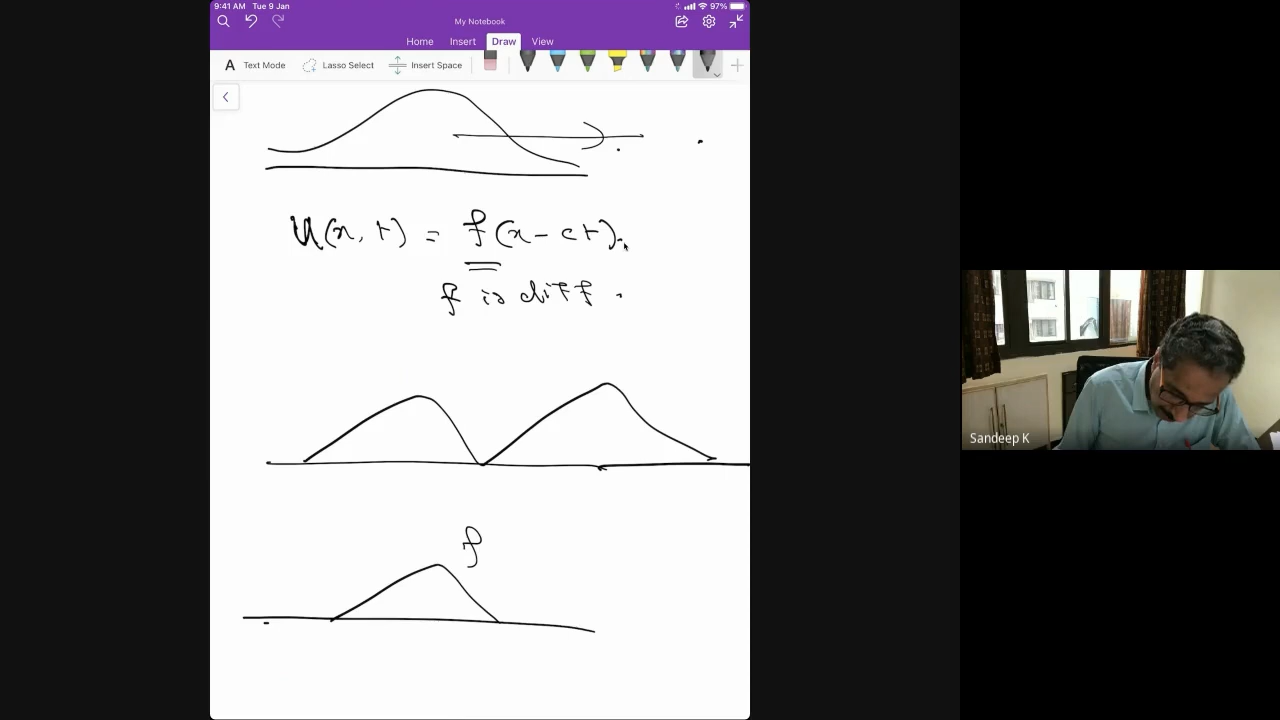 9:41 AM Tue 9 Jan
97%
My Notebook
Home Insert Draw View
A Text Mode Lasso Select Insert Space
u(x, t) = f(x - ct).
f is diff.
f
Sandeep K